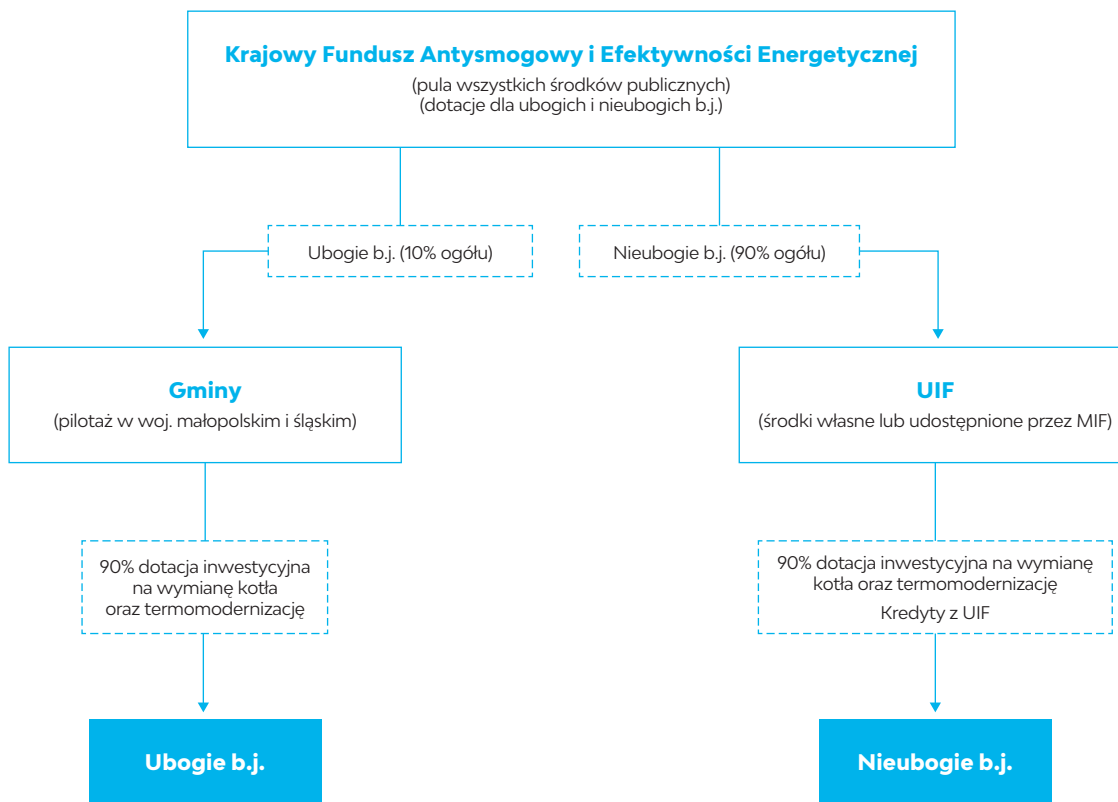 Krajowy Fundusz Antysmogowy i Efektywności Energetycznej
(pula wszystkich środków publicznych)
(dotacje dla ubogich i nieubogich b.j.)
Ubogie b.j. (10% ogółu)
Nieubogie b.j. (90% ogółu)
Gminy
(pilotaż w woj. małopolskim i śląskim)
UIF
(środki własne lub udostępnione przez MIF)
90% dotacja inwestycyjna
na wymianę kotła
oraz termomodernizację
90% dotacja inwestycyjna na wymianę
kotła oraz termomodernizację
Kredyty z UIF
Ubogie b.j.
Nieubogie b.j.